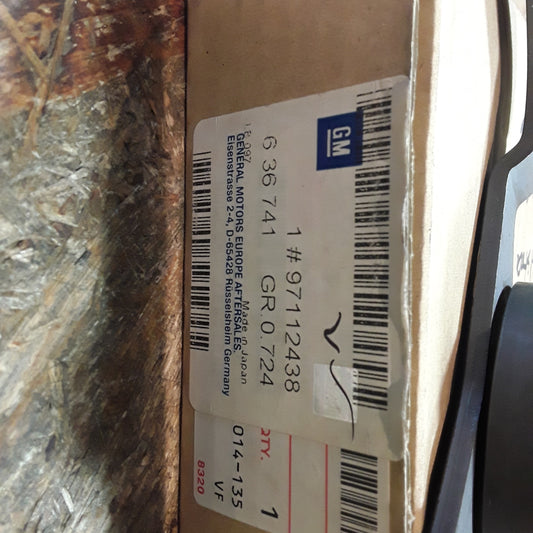 GM
1 # 97112438
6 36 741 GR.0.724
Made in Japan
GENERAL MOTORS EUROPE AFTERSALES,
Eisenstrasse 2-4, D-65428 Rüsselsheim Germany
QTY.
1
014-135
VF
8320